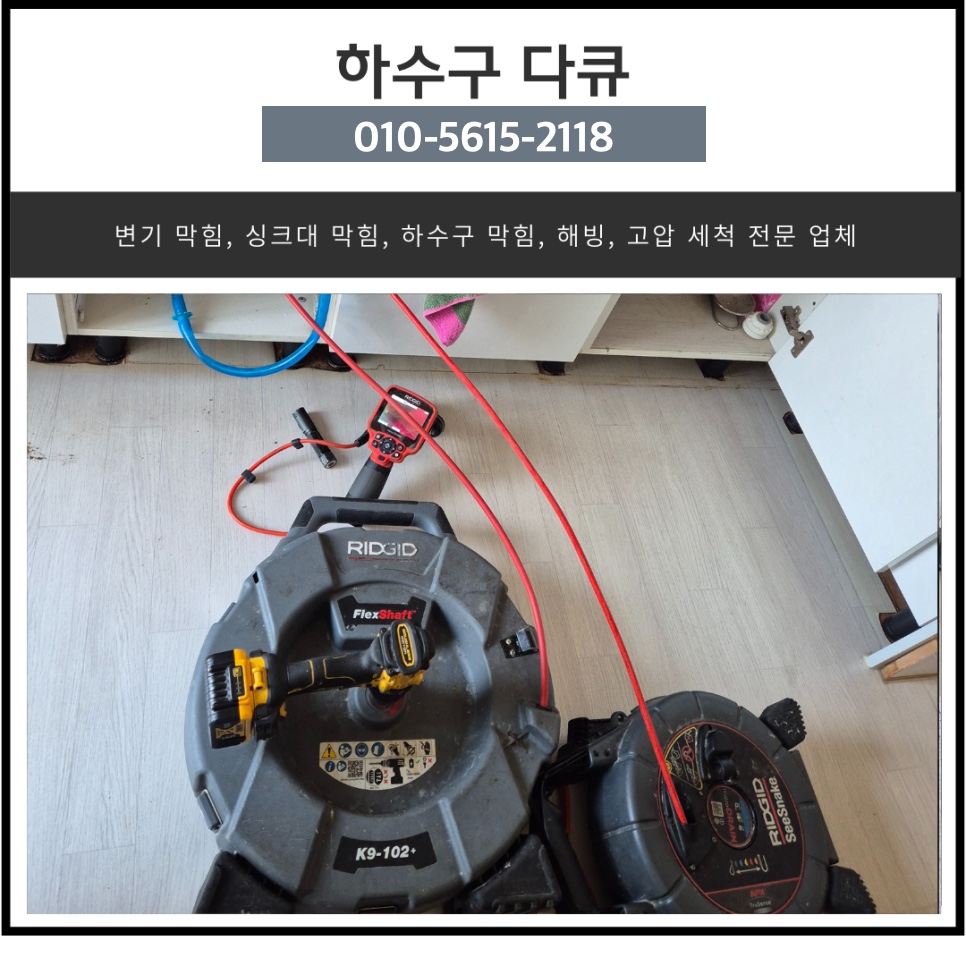 하수구 다큐
010-5615-2118
변기 막힘, 싱크대 막힘, 하수구 막힘, 해빙, 고압 세척 전문 업체
RIDGID
RIDGID
FlexShaft
K9-102+
RIDGID
SeeSnake
TruSense